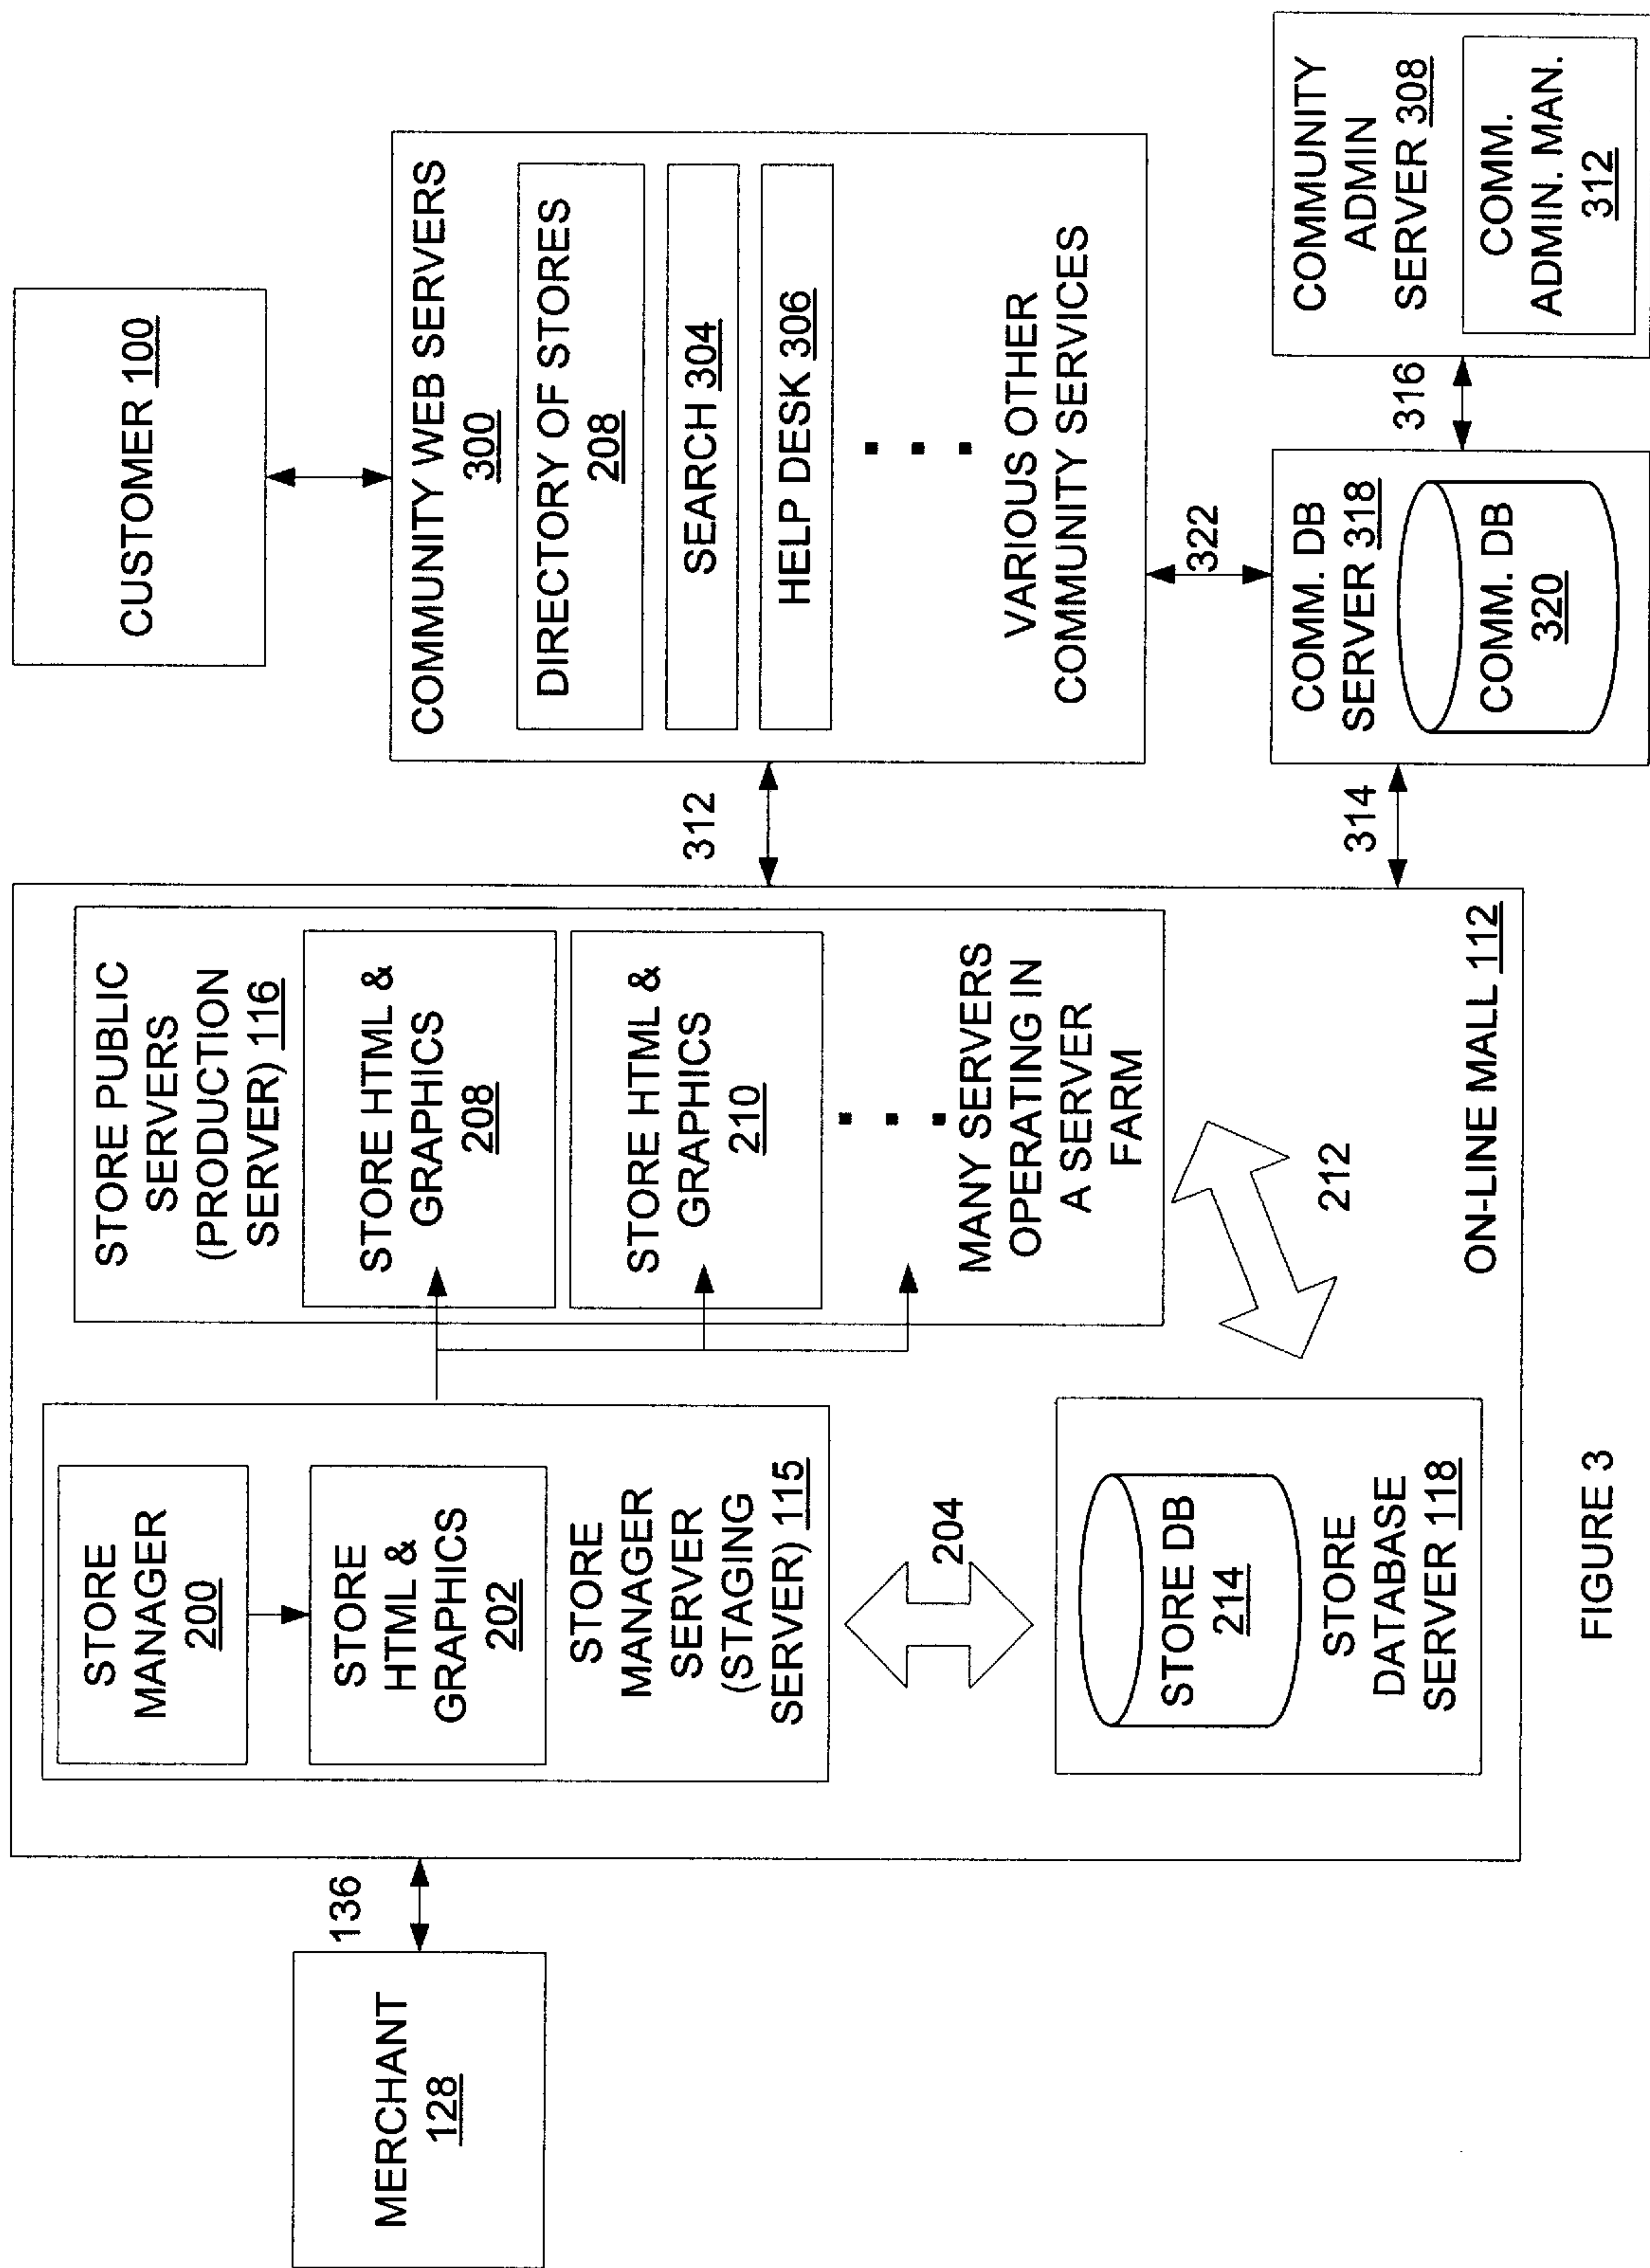 MERCHANT
128
136
STORE
MANAGER
200
STORE
HTML &
GRAPHICS
202
STORE
MANAGER
SERVER
(STAGING
SERVER) 115
204
STORE DB
214
STORE
DATABASE
SERVER 118
STORE PUBLIC
SERVERS
(PRODUCTION
SERVER) 116
STORE HTML &
GRAPHICS
208
STORE HTML &
GRAPHICS
210
MANY SERVERS
OPERATING IN
A SERVER
FARM
212
ON-LINE MALL 112
312
314
CUSTOMER 100
COMMUNITY WEB SERVERS
300
DIRECTORY OF STORES
208
SEARCH 304
HELP DESK 306
VARIOUS OTHER
COMMUNITY SERVICES
322
COMM. DB
SERVER 318
COMM. DB
320
316
COMMUNITY
ADMIN
SERVER 308
COMM.
ADMIN. MAN.
312
FIGURE 3